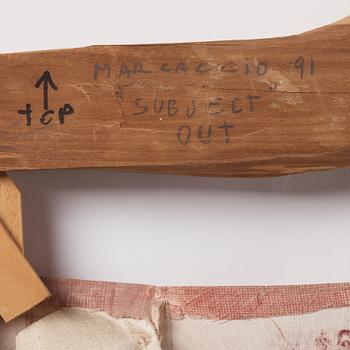 ↑
TOP
MARCACCIO 91
"SUBJECT"
OUT